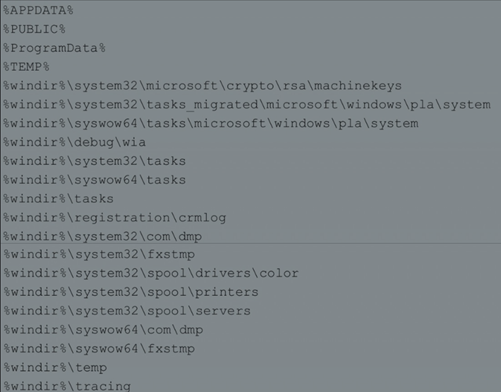 %APPDATA%
%PUBLIC%
%ProgramData%
%TEMP%
%windir%\system32\microsoft\crypto\rsa\machinekeys
%windir%\system32\tasks_migrated\microsoft\windows\pla\system
%windir%\syswow64\tasks\microsoft\windows\pla\system
%windir%\debug\wia
%windir%\system32\tasks
%windir%\syswow64\tasks
%windir%\tasks
%windir%\registration\crmlog
%windir%\system32\com\dmp
%windir%\system32\fxstmp
%windir%\system32\spool\drivers\color
%windir%\system32\spool\printers
%windir%\system32\spool\servers
%windir%\syswow64\com\dmp
%windir%\syswow64\fxstmp
%windir%\temp
%windir%\tracing